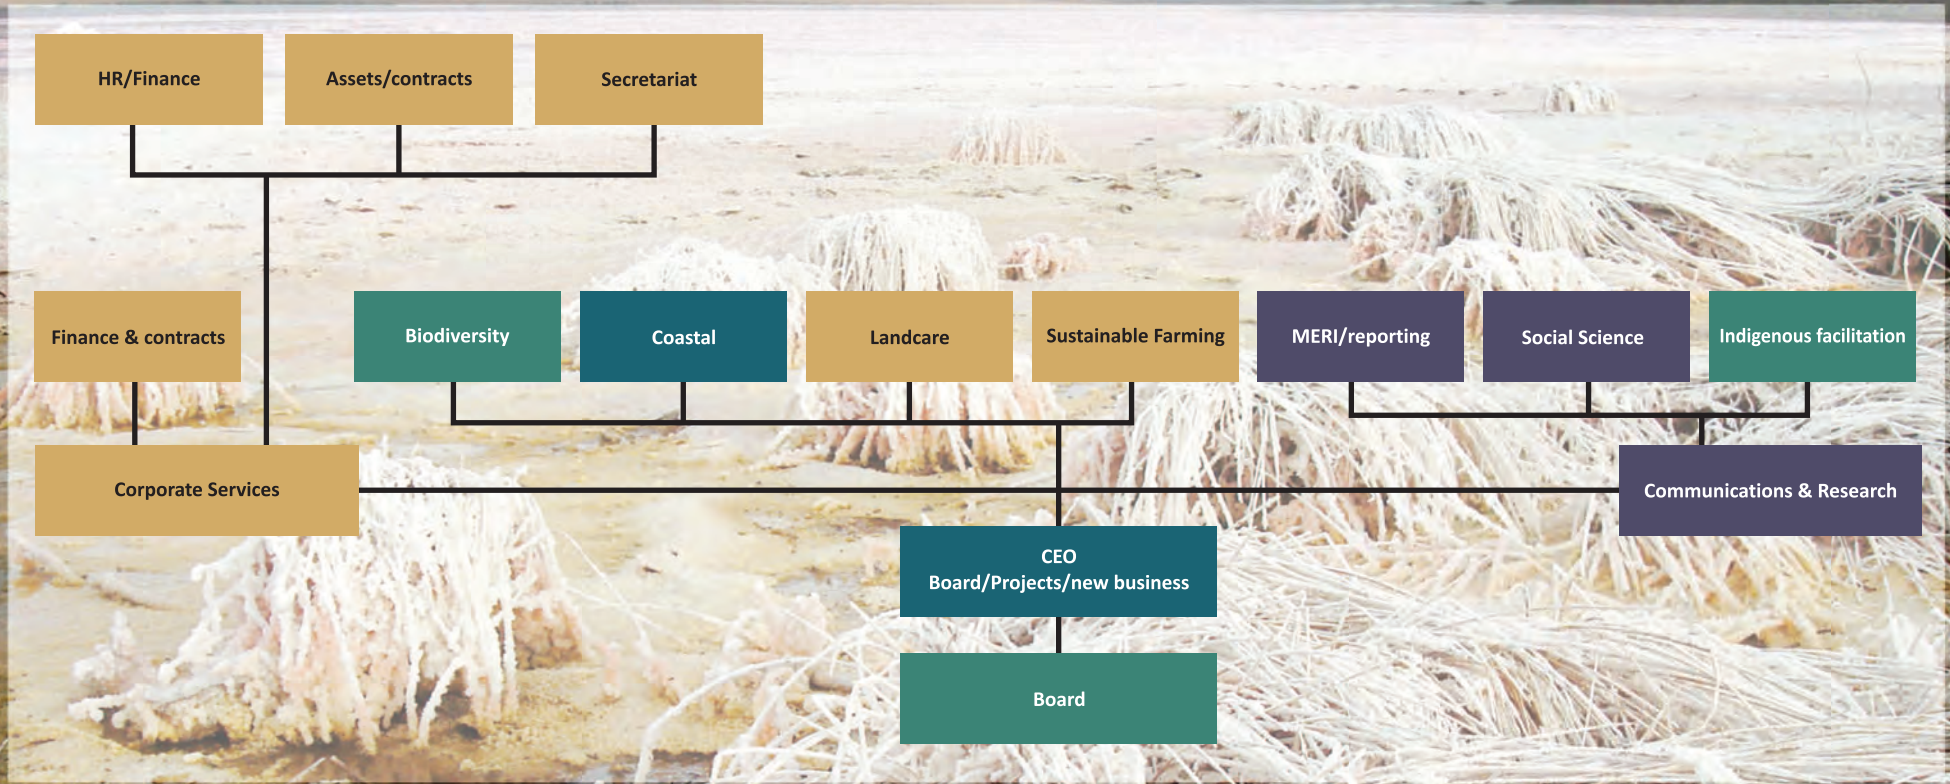 HR/Finance
Assets/contracts
Secretariat
Finance & contracts
Biodiversity
Coastal
Landcare
Sustainable Farming
MERI/reporting
Social Science
Indigenous facilitation
Corporate Services
Communications & Research
CEO
Board/Projects/new business
Board